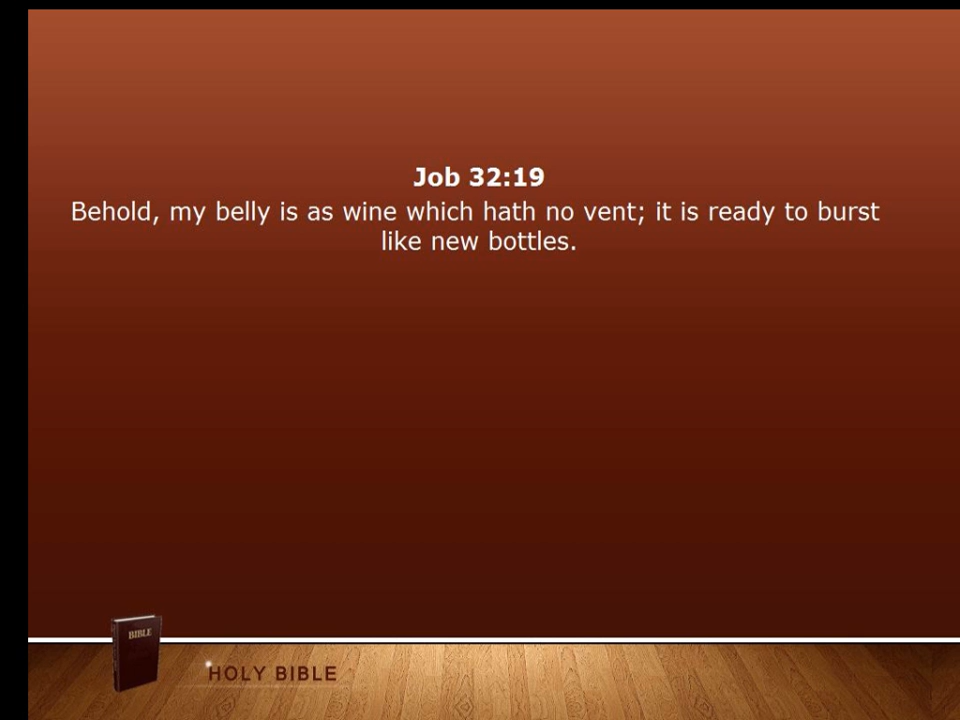 Job 32:19
Behold, my belly is as wine which hath no vent; it is ready to burst
like new bottles.
BIBLE
HOLY BIBLE